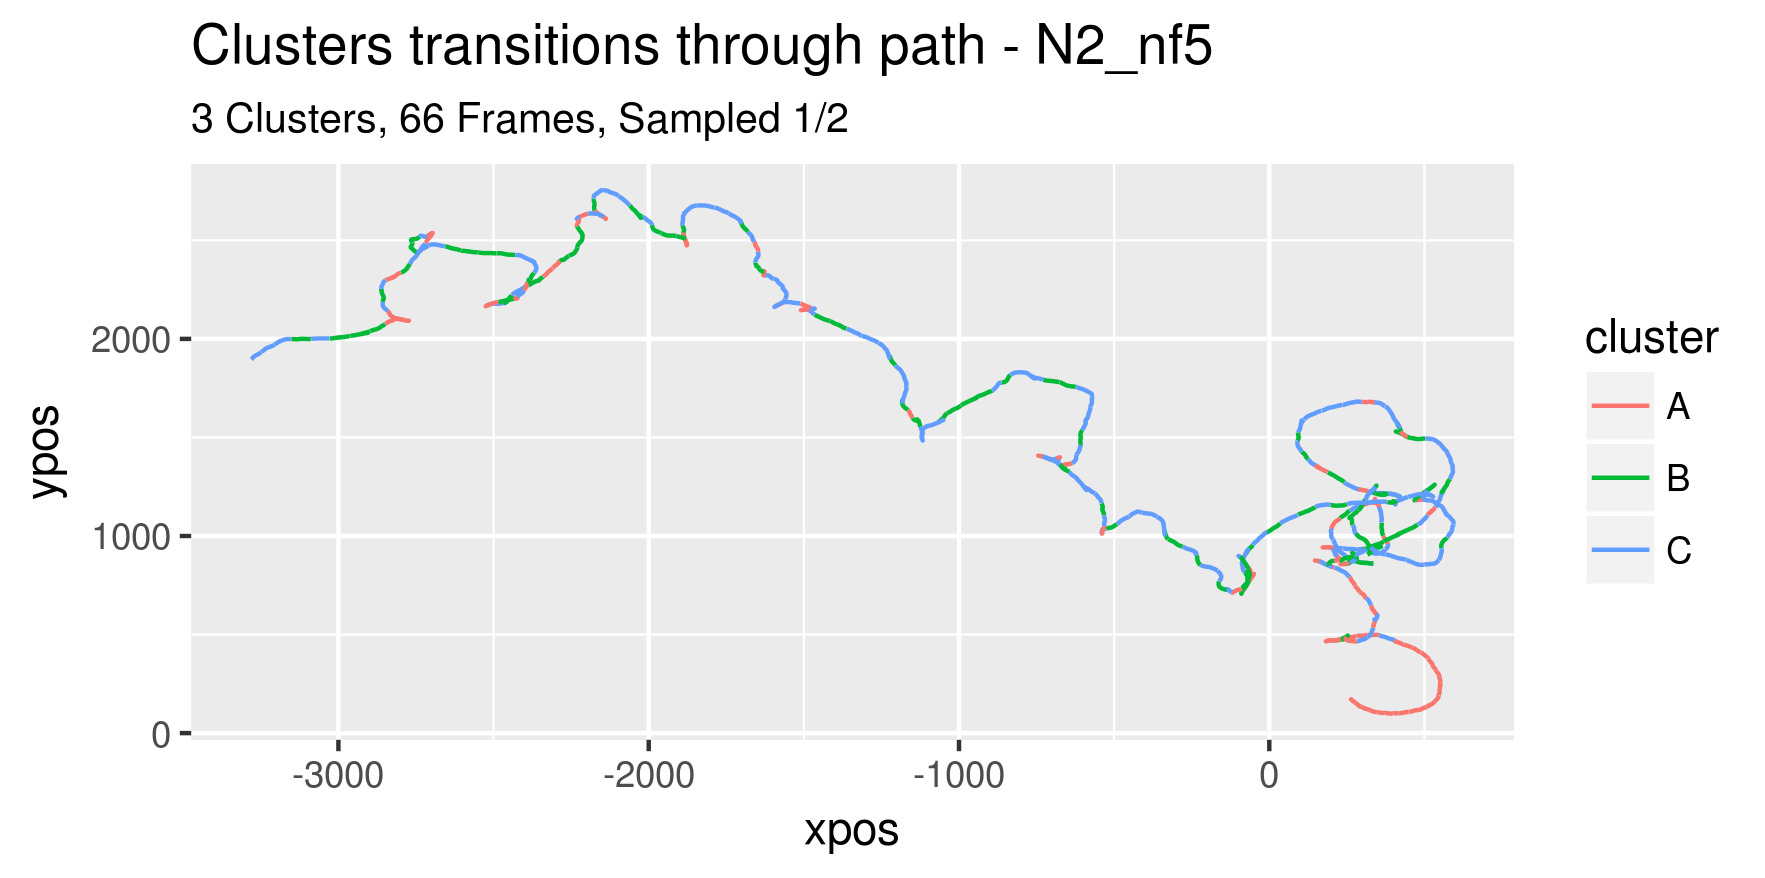 Clusters transitions through path - N2_nf5
3 Clusters, 66 Frames, Sampled 1/2
ypos
2000
1000
0
-3000 -2000 -1000 0
xpos
cluster
A
B
C